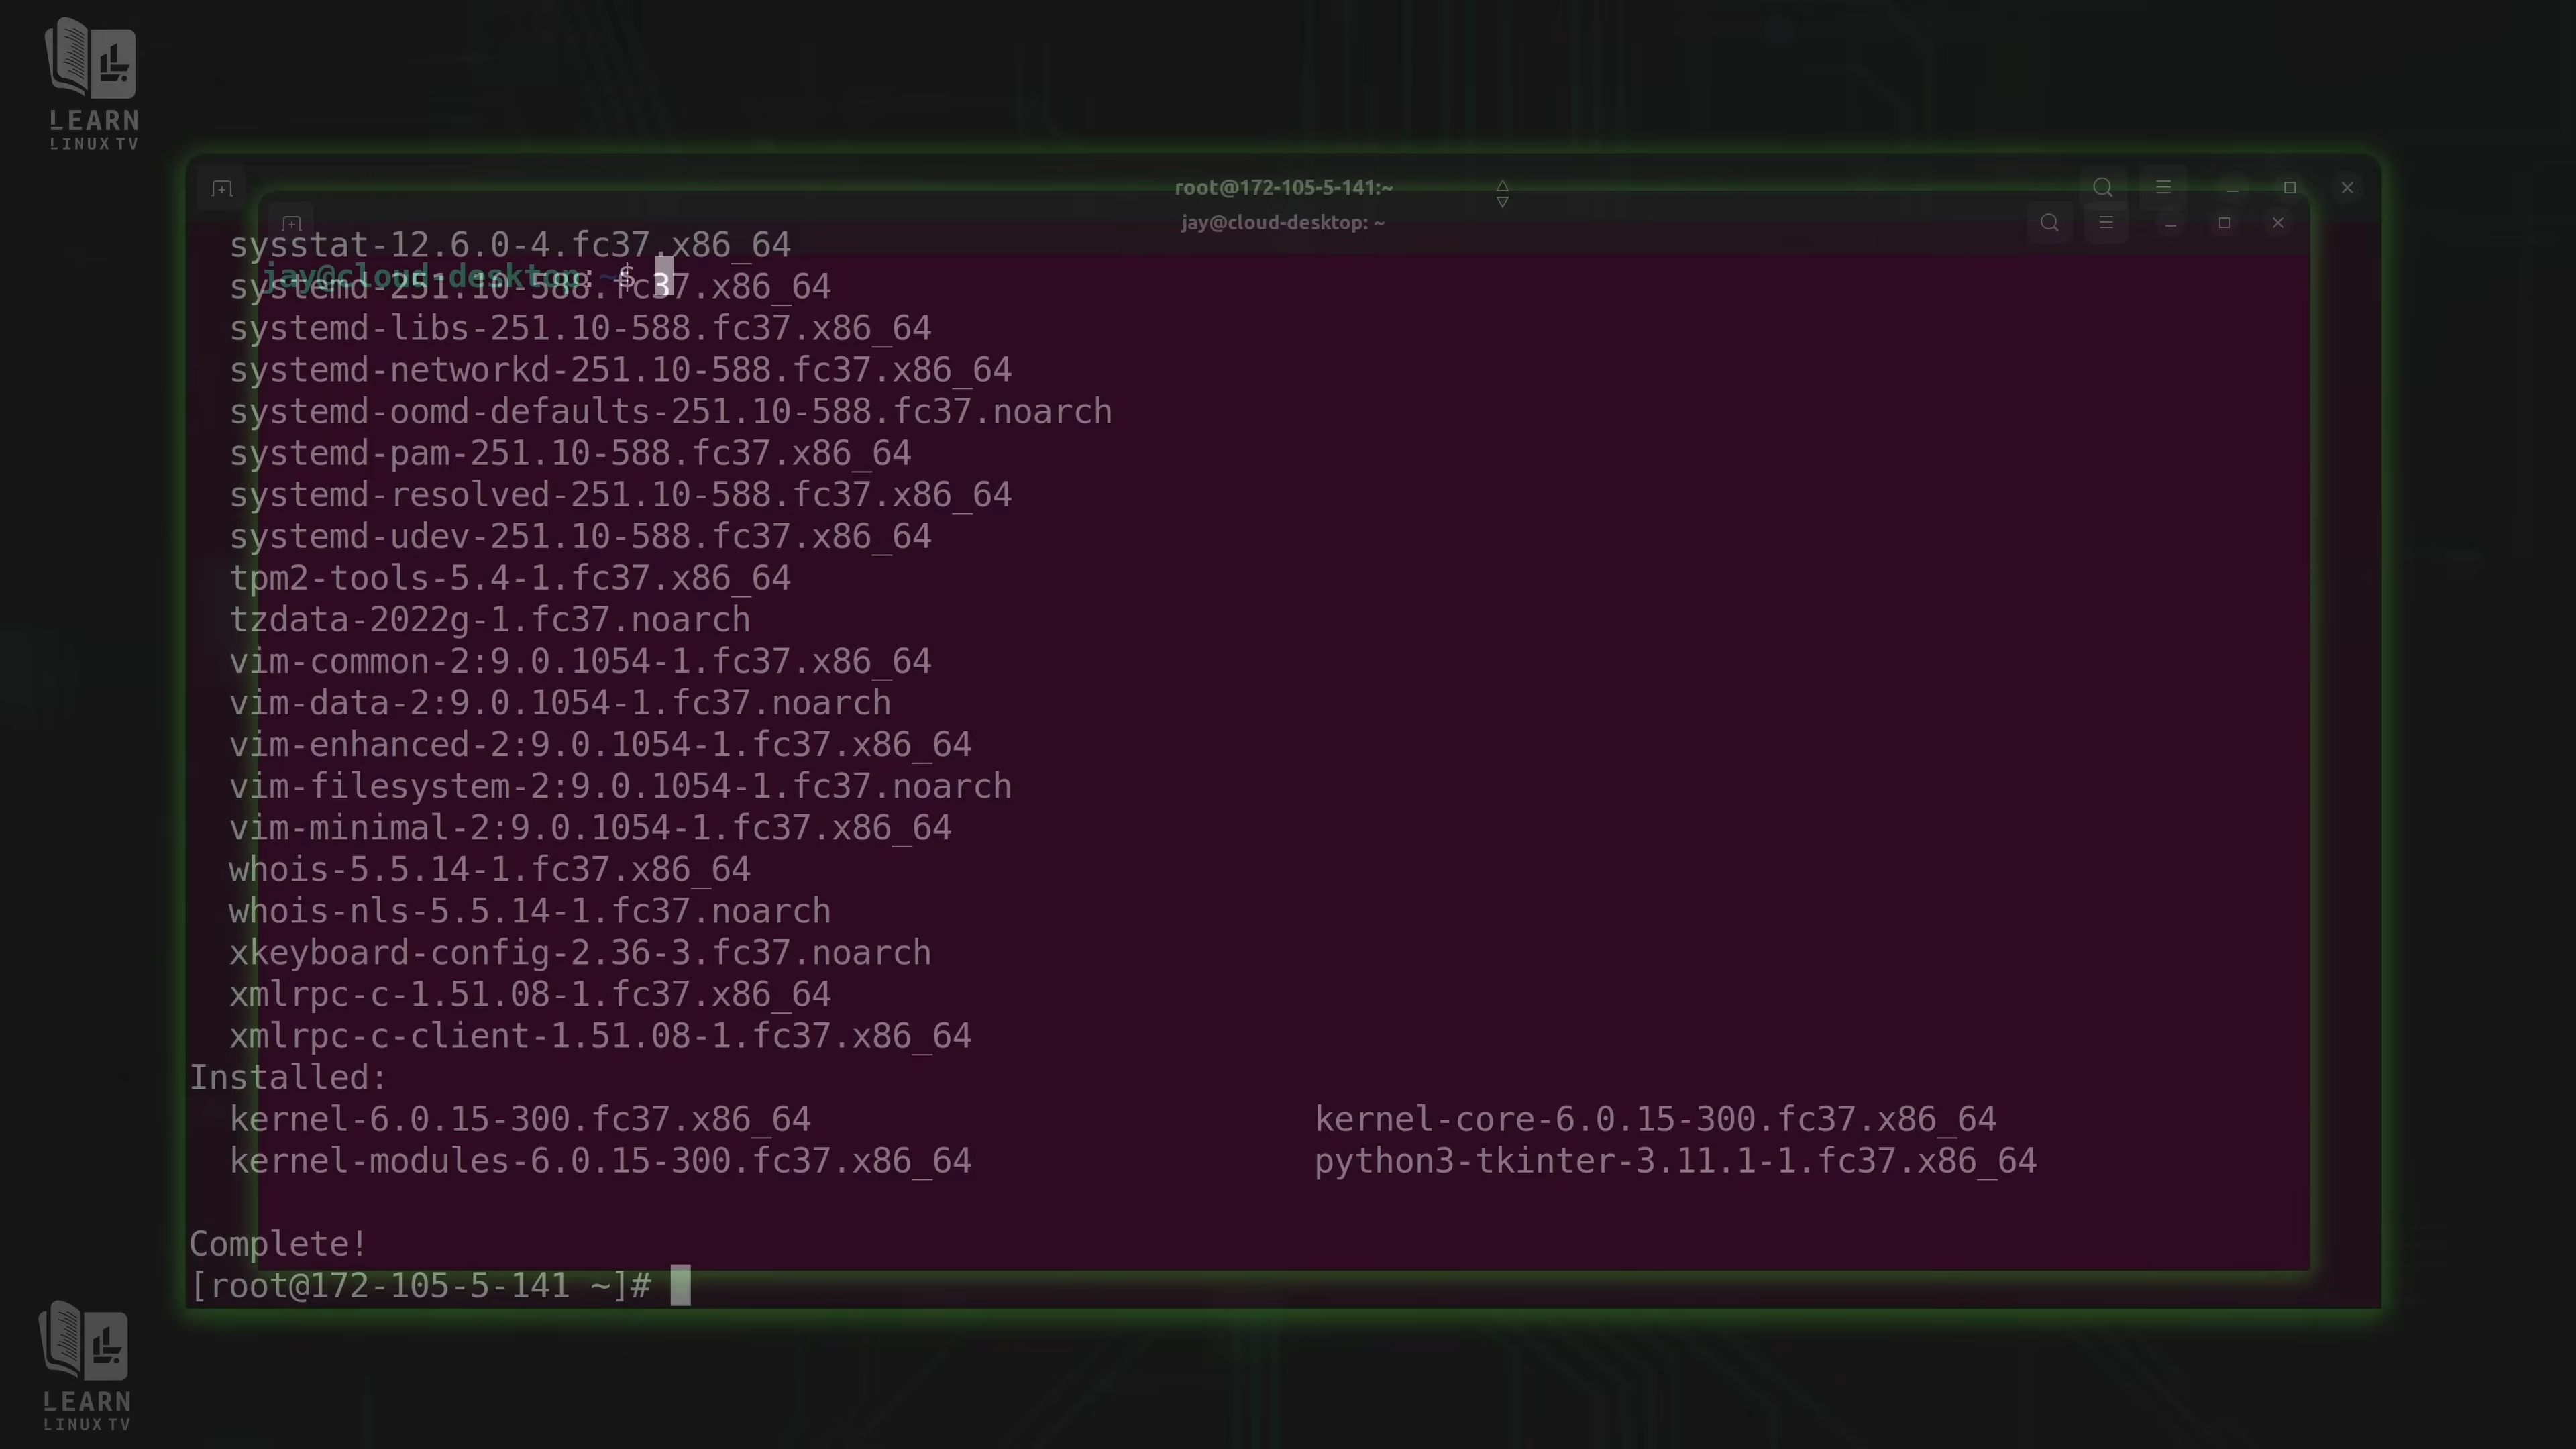 LEARN
LINUX TV
root@172-105-5-141:~
jay@cloud-desktop: ~
sysstat-12.6.0-4.fc37.x86_64
jay@cloud-desktop:~$
systemd-251.10-588.fc37.x86_64
systemd-libs-251.10-588.fc37.x86_64
systemd-networkd-251.10-588.fc37.x86_64
systemd-oomd-defaults-251.10-588.fc37.noarch
systemd-pam-251.10-588.fc37.x86_64
systemd-resolved-251.10-588.fc37.x86_64
systemd-udev-251.10-588.fc37.x86_64
tpm2-tools-5.4-1.fc37.x86_64
tzdata-2022g-1.fc37.noarch
vim-common-2:9.0.1054-1.fc37.x86_64
vim-data-2:9.0.1054-1.fc37.noarch
vim-enhanced-2:9.0.1054-1.fc37.x86_64
vim-filesystem-2:9.0.1054-1.fc37.noarch
vim-minimal-2:9.0.1054-1.fc37.x86_64
whois-5.5.14-1.fc37.x86_64
whois-nls-5.5.14-1.fc37.noarch
xkeyboard-config-2.36-3.fc37.noarch
xmlrpc-c-1.51.08-1.fc37.x86_64
xmlrpc-c-client-1.51.08-1.fc37.x86_64
Installed:
kernel-6.0.15-300.fc37.x86_64 kernel-core-6.0.15-300.fc37.x86_64
kernel-modules-6.0.15-300.fc37.x86_64 python3-tkinter-3.11.1-1.fc37.x86_64
Complete!
[root@172-105-5-141 ~]#
LEARN
LINUX TV